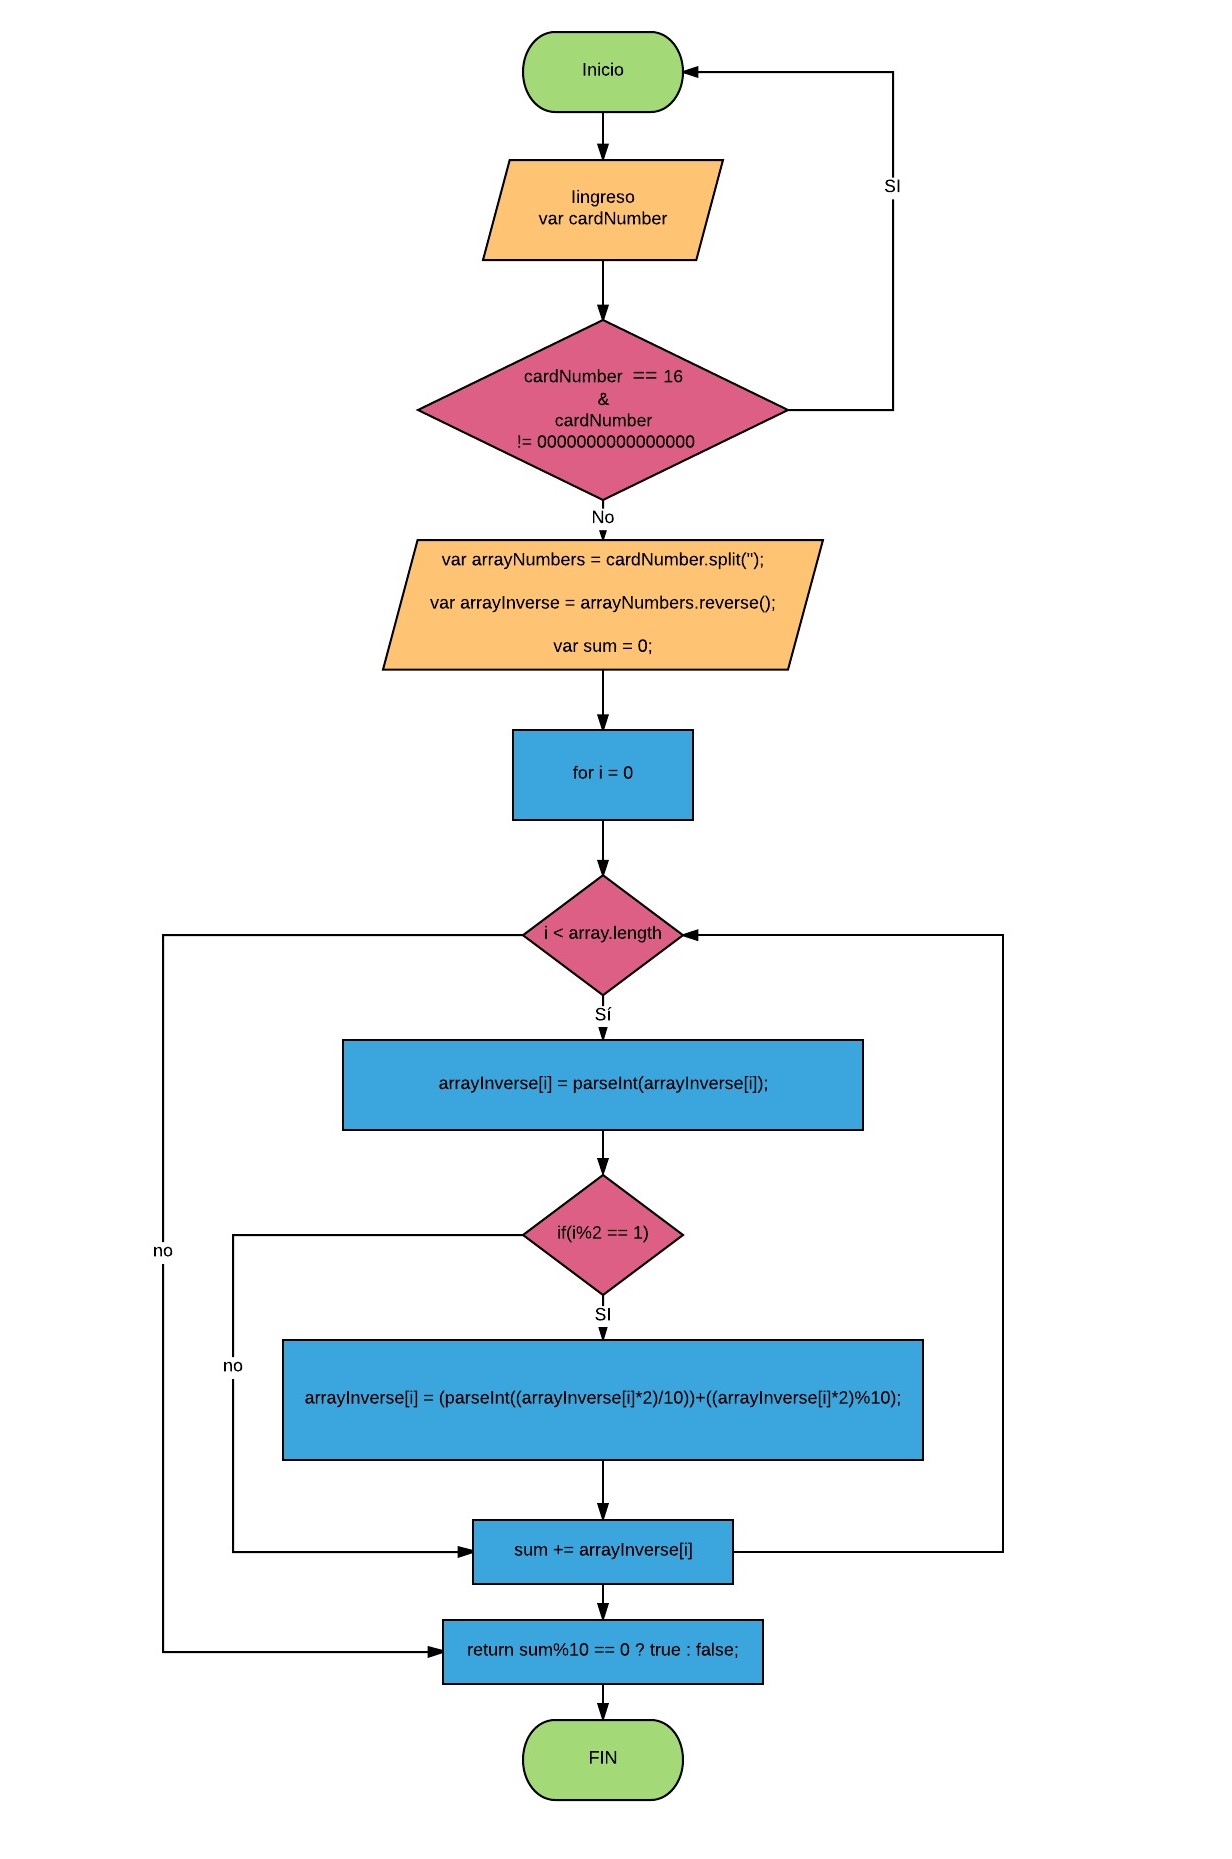 Inicio
SI
Iingreso
var cardNumber
cardNumber == 16
&
cardNumber
!= 0000000000000000
No
var arrayNumbers = cardNumber.split('');
var arrayInverse = arrayNumbers.reverse();
var sum = 0;
for i = 0
i < array.length
Sí
arrayInverse[i] = parseInt(arrayInverse[i]);
if(i%2 == 1)
no
SI
no
arrayInverse[i] = (parseInt((arrayInverse[i]*2)/10))+((arrayInverse[i]*2)%10);
sum += arrayInverse[i]
return sum%10 == 0 ? true : false;
FIN